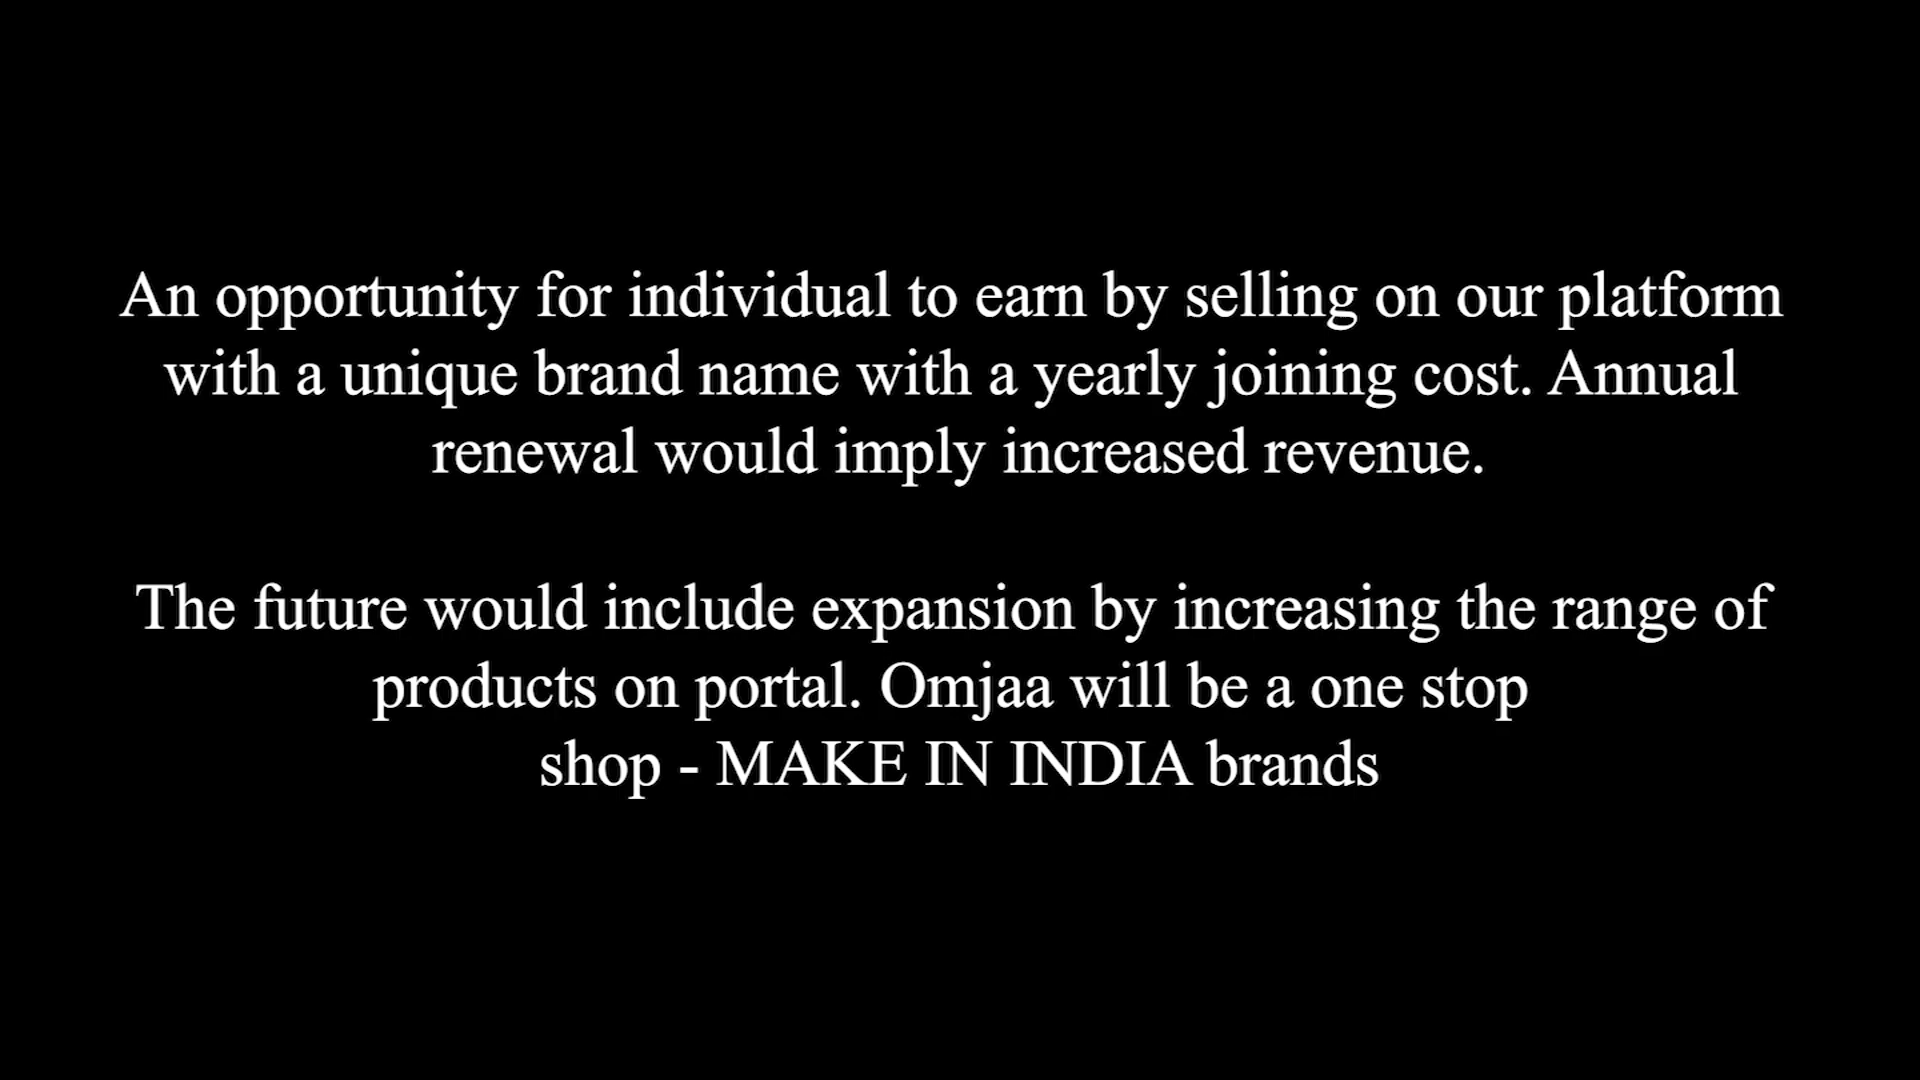 An opportunity for individual to earn by selling on our platform
with a unique brand name with a yearly joining cost. Annual
renewal would imply increased revenue.
The future would include expansion by increasing the range of
products on portal. Omjaa will be a one stop
shop - MAKE IN INDIA brands